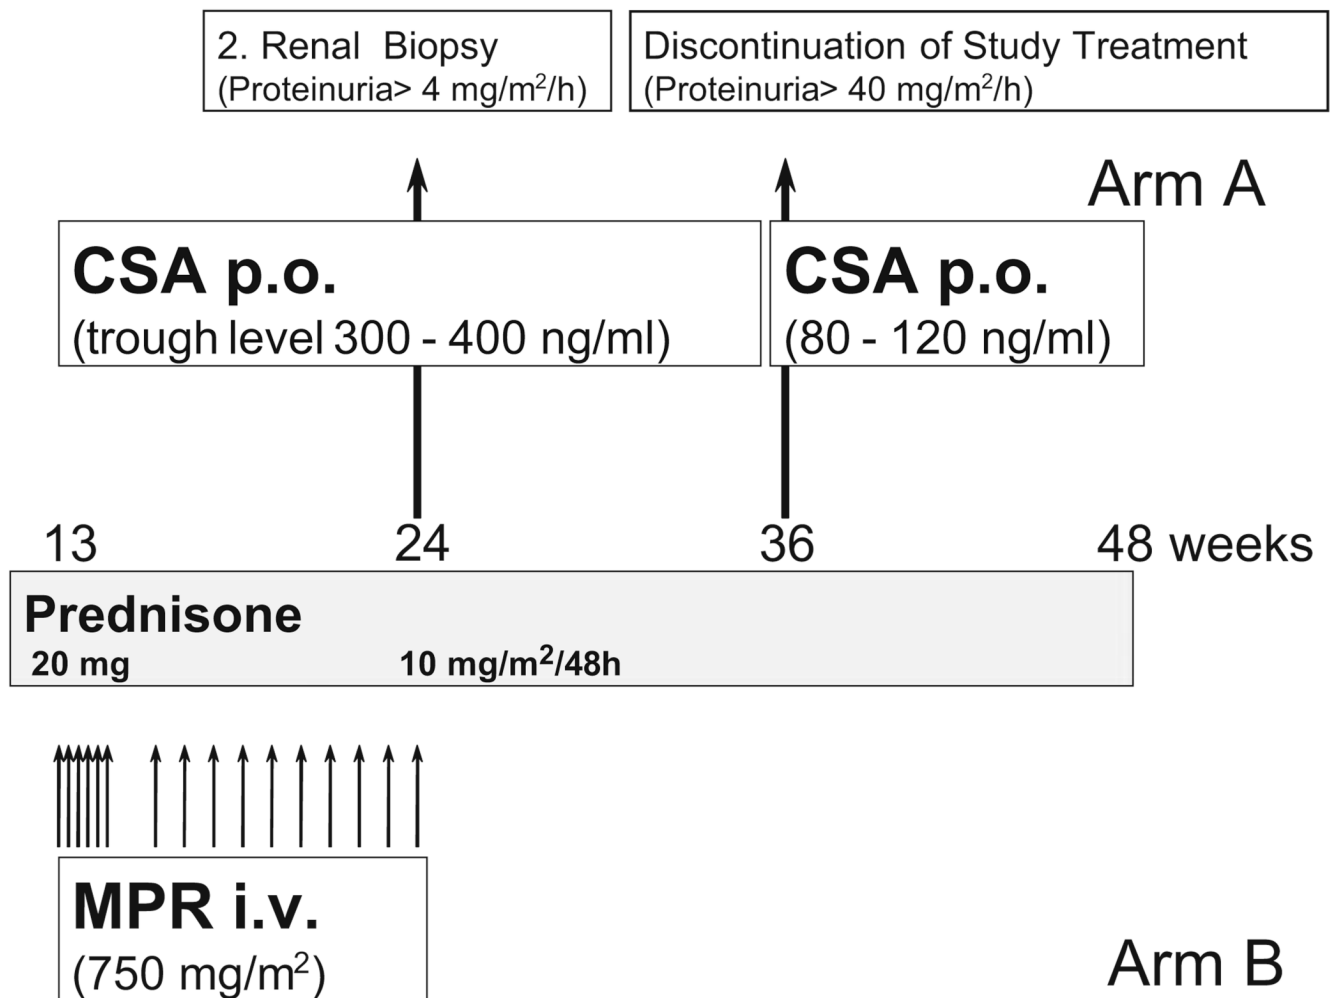 2. Renal Biopsy
(Proteinuria> 4 mg/m²/h)
Discontinuation of Study Treatment
(Proteinuria> 40 mg/m²/h)
Arm A
CSA p.o.
(trough level 300 - 400 ng/ml)
CSA p.o.
(80 - 120 ng/ml)
13 24 36 48 weeks
Prednisone
20 mg 10 mg/m²/48h
MPR i.v.
(750 mg/m²)
Arm B